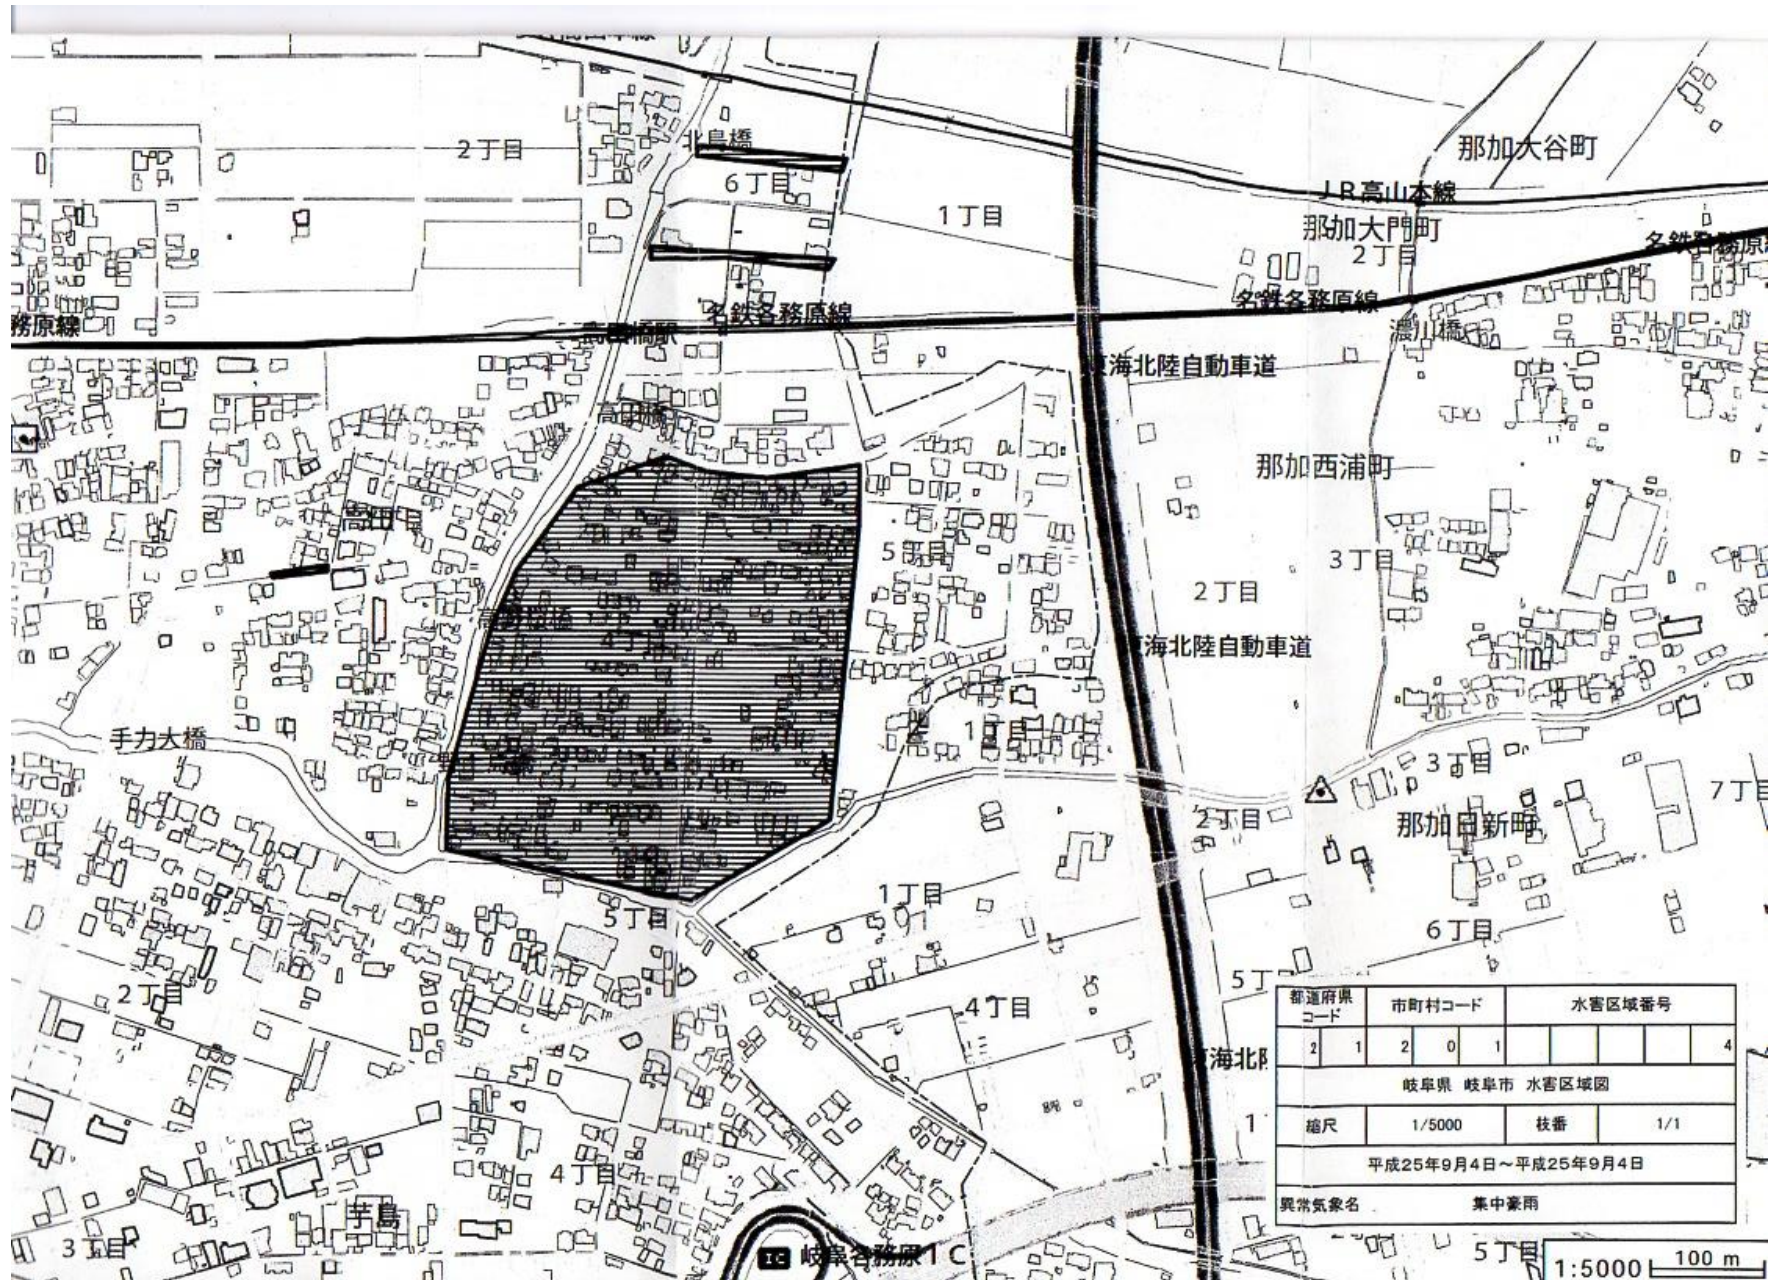 2丁目
北島橋
6丁目
1丁目
那加大谷町
JR高山本線
那加大門町
2丁目
名鉄各務原線
名鉄各務原線
務原線
高田橋駅
濃川橋
東海北陸自動車道
高田橋
那加西浦町
5丁目
3丁目
2丁目
4丁目
東海北陸自動車道
手力大橋
1丁目
3丁目
7丁目
2丁目
那加日新町
1丁目
5丁目
6丁目
2丁目
4丁目
5丁
海北
4丁目
芋島
3丁目
IC 岐阜各務原IC
5丁目
都道府県コード 市町村コード 水害区域番号
2 1 2 0 1 4
岐阜県 岐阜市 水害区域図
縮尺 1/5000 枝番 1/1
平成25年9月4日～平成25年9月4日
異常気象名 集中豪雨
1:5000 100 m